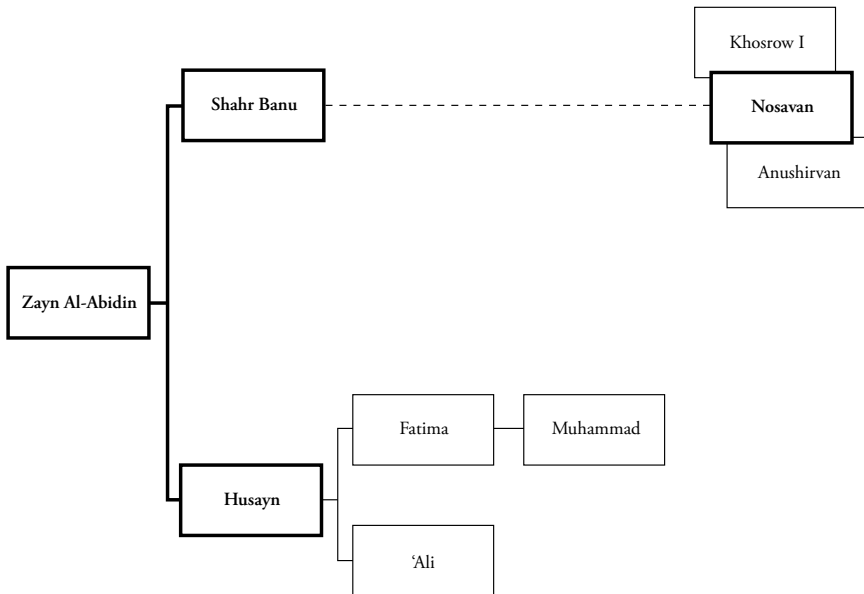 Khosrow I
Shahr Banu
Nosavan
Anushirvan
Zayn Al-Abidin
Fatima
Muhammad
Husayn
‘Ali